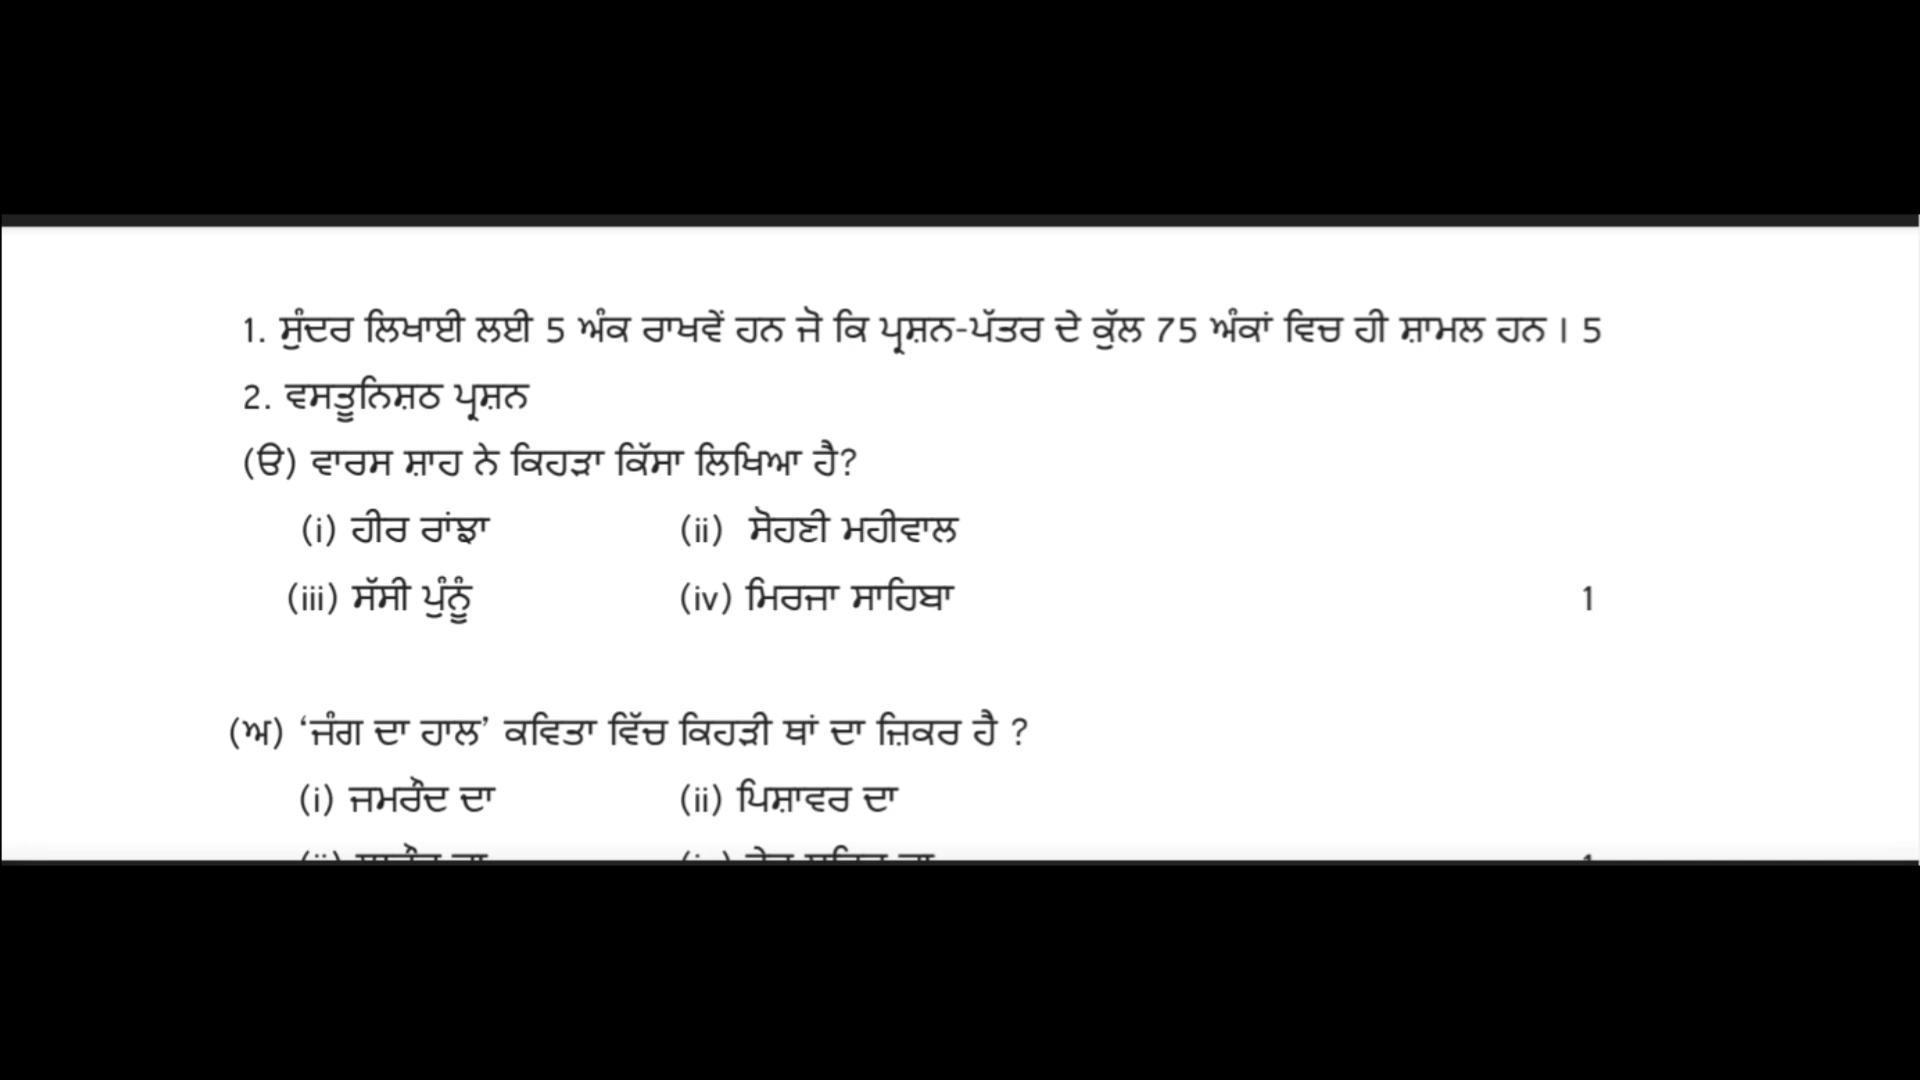 1. ਸੁੰਦਰ ਲਿਖਾਈ ਲਈ 5 ਅੰਕ ਰਾਖਵੇਂ ਹਨ ਜੋ ਕਿ ਪ੍ਰਸ਼ਨ-ਪੱਤਰ ਦੇ ਕੁੱਲ 75 ਅੰਕਾਂ ਵਿਚ ਹੀ ਸ਼ਾਮਲ ਹਨ । 5
2. ਵਸਤੂਨਿਸ਼ਠ ਪ੍ਰਸ਼ਨ
(ੳ) ਵਾਰਸ ਸ਼ਾਹ ਨੇ ਕਿਹੜਾ ਕਿੱਸਾ ਲਿਖਿਆ ਹੈ?
(i) ਹੀਰ ਰਾਂਝਾ (ii) ਸੋਹਣੀ ਮਹੀਵਾਲ
(iii) ਸੱਸੀ ਪੁੰਨੂੰ (iv) ਮਿਰਜਾ ਸਾਹਿਬਾ 1
(ਅ) ‘ਜੰਗ ਦਾ ਹਾਲ’ ਕਵਿਤਾ ਵਿੱਚ ਕਿਹੜੀ ਥਾਂ ਦਾ ਜ਼ਿਕਰ ਹੈ ?
(i) ਜਮਰੌਦ ਦਾ (ii) ਪਿਸ਼ਾਵਰ ਦਾ